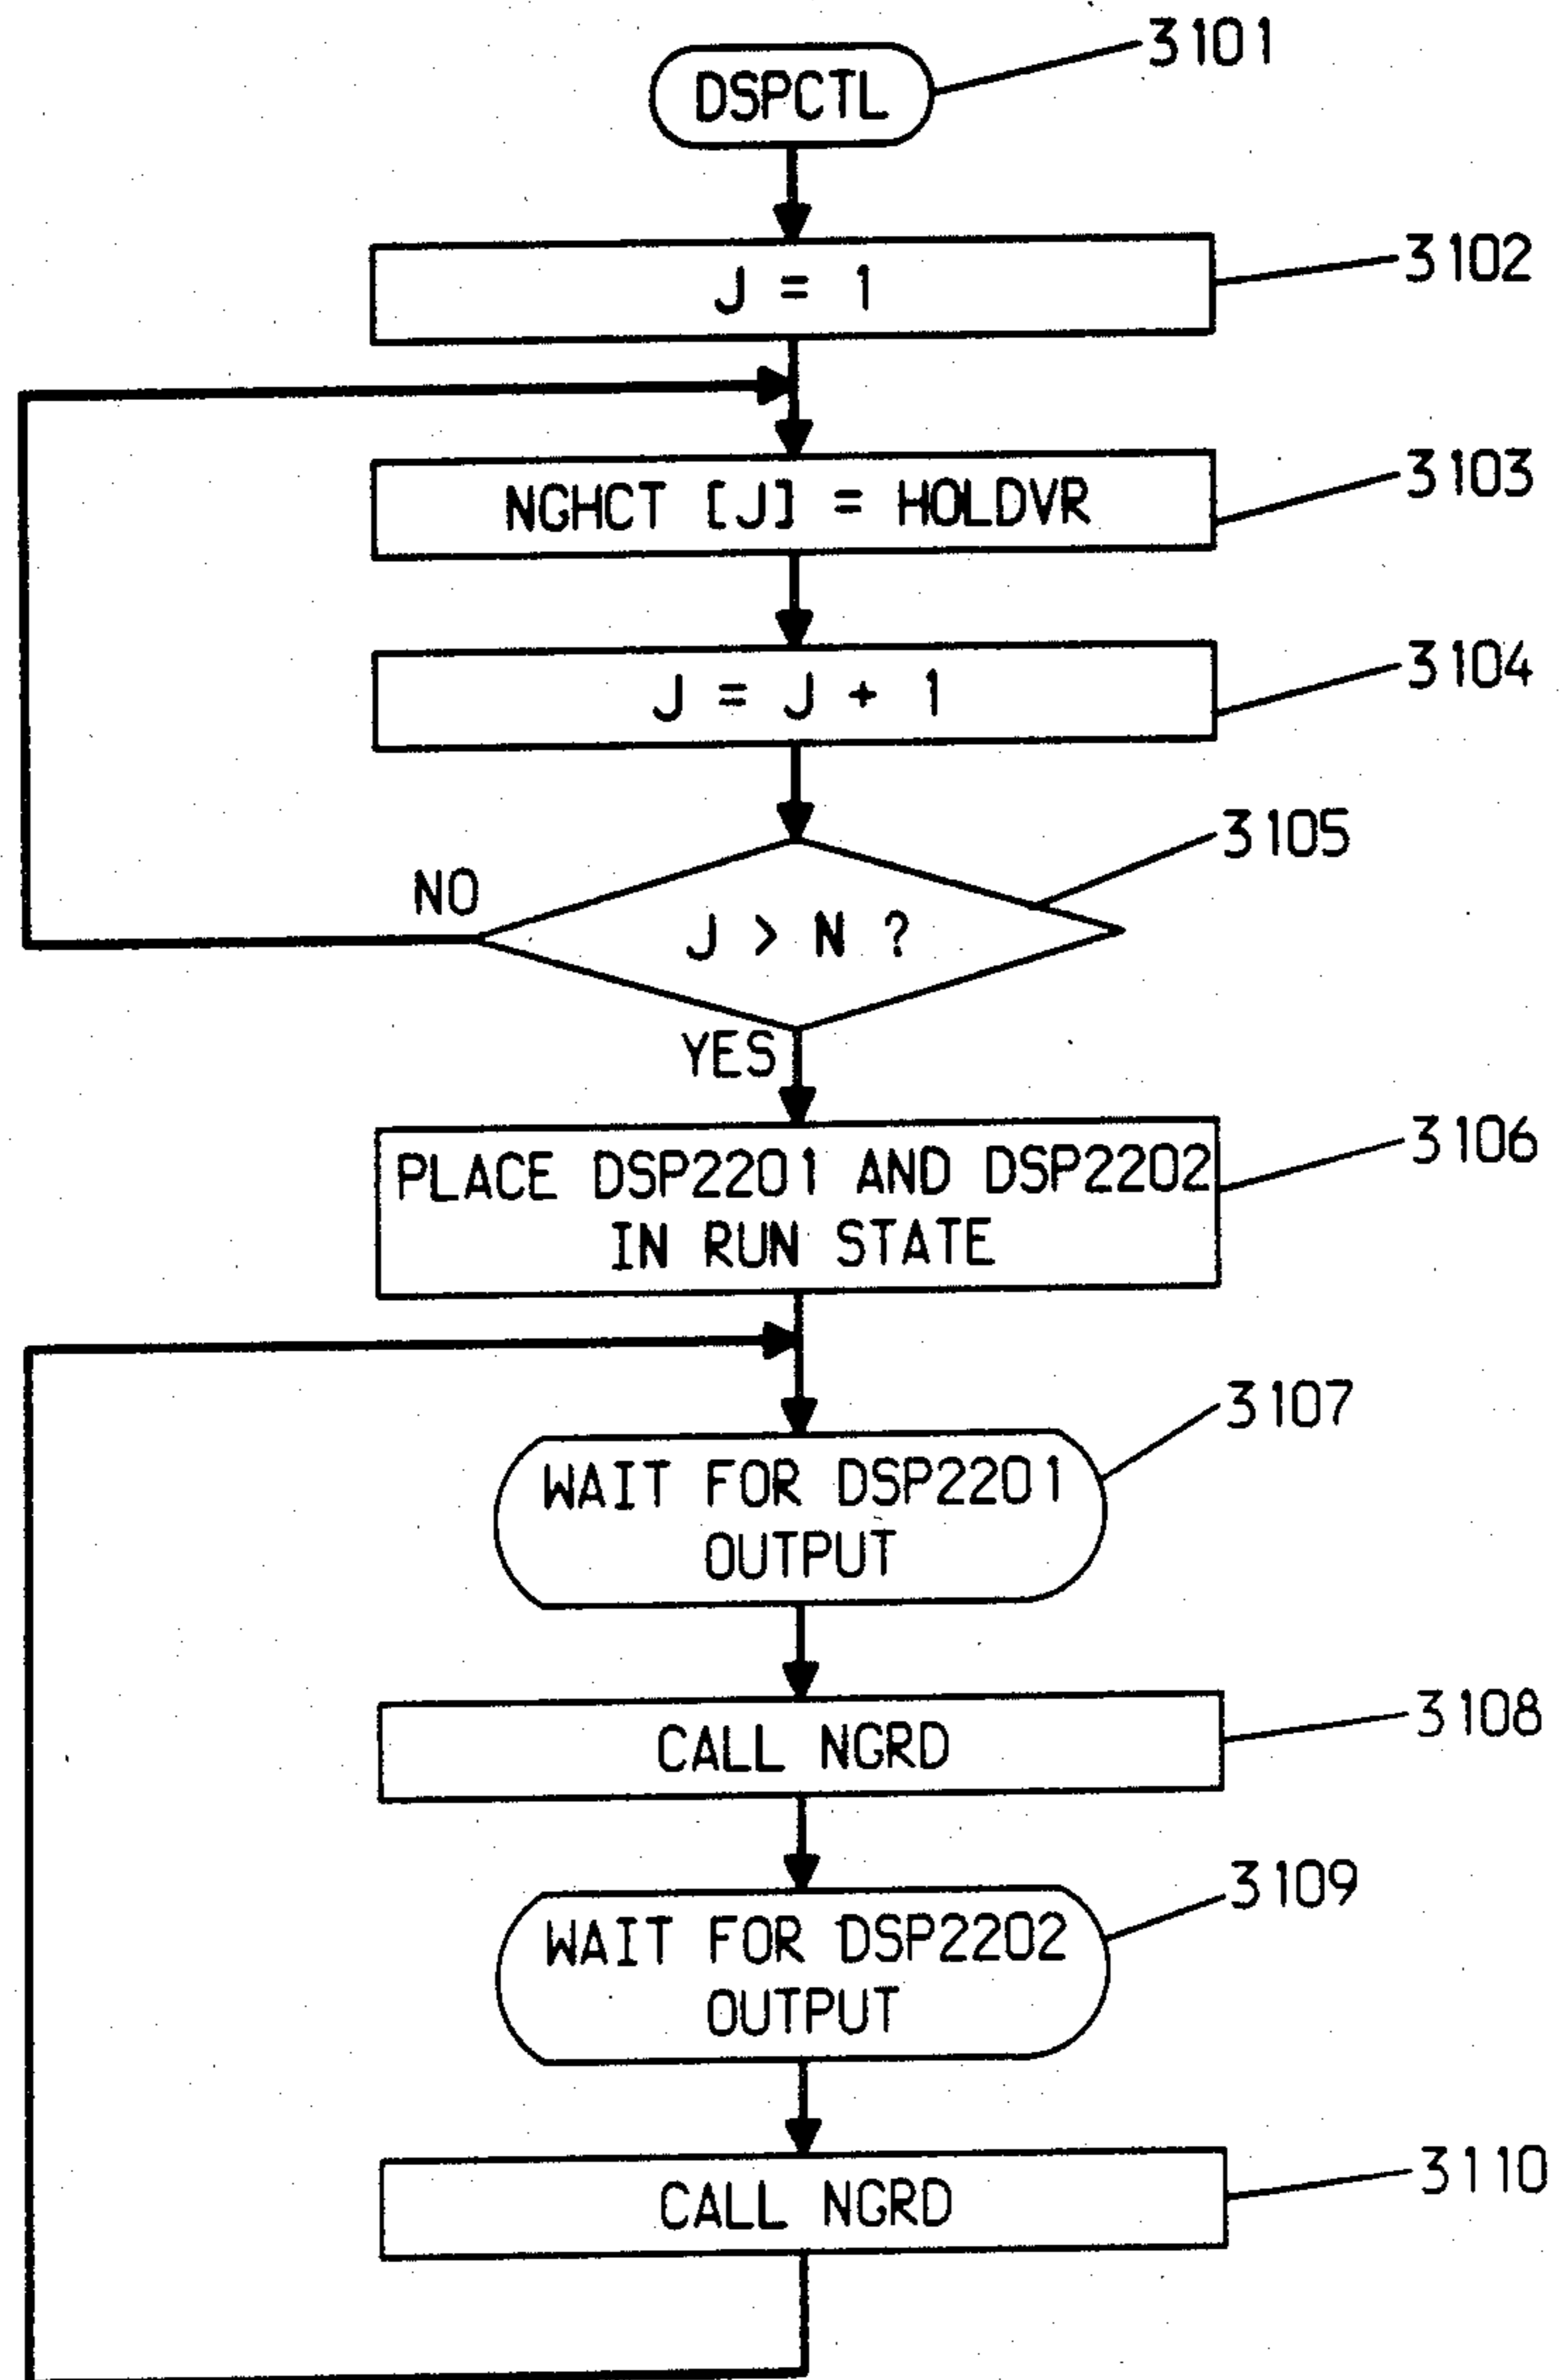 3101
DSPCTL
3102
J = 1
3103
NGHCT [J] = HOLDVR
3104
J = J + 1
3105
NO
J > N ?
YES
3106
PLACE DSP2201 AND DSP2202
IN RUN STATE
3107
WAIT FOR DSP2201
OUTPUT
3108
CALL NGRD
3109
WAIT FOR DSP2202
OUTPUT
3110
CALL NGRD